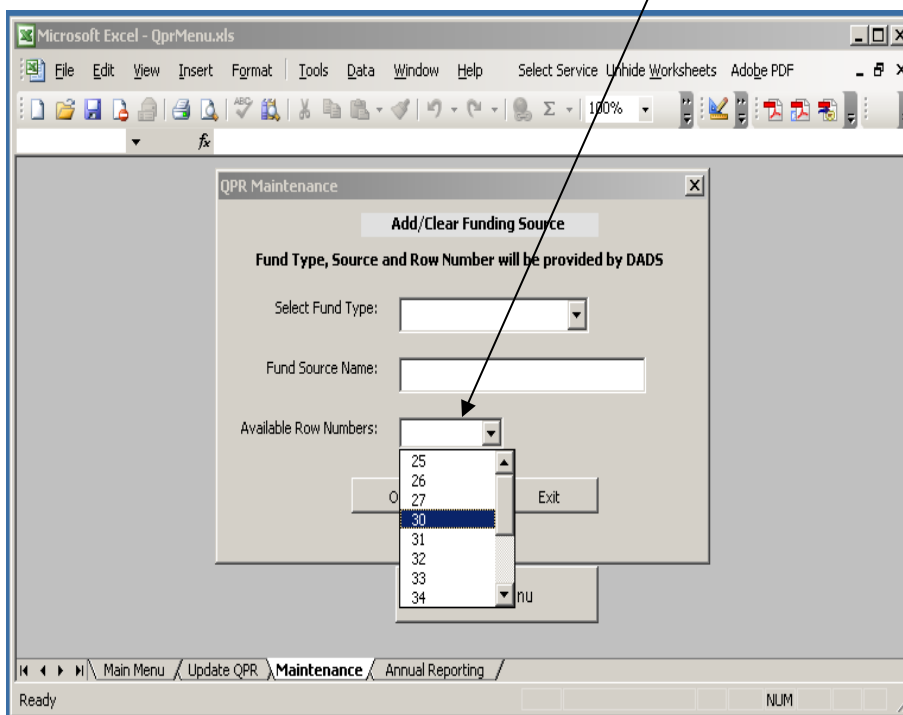 Microsoft Excel - QprMenu.xls
File Edit View Insert Format Tools Data Window Help Select Service Unhide Worksheets Adobe PDF
ABC Σ 100%
fx
QPR Maintenance
Add/Clear Funding Source
Fund Type, Source and Row Number will be provided by DADS
Select Fund Type:
Fund Source Name:
Available Row Numbers:
25
26
O 27 Exit
30
31
32
33
34 nu
Main Menu Update QPR Maintenance Annual Reporting
Ready NUM